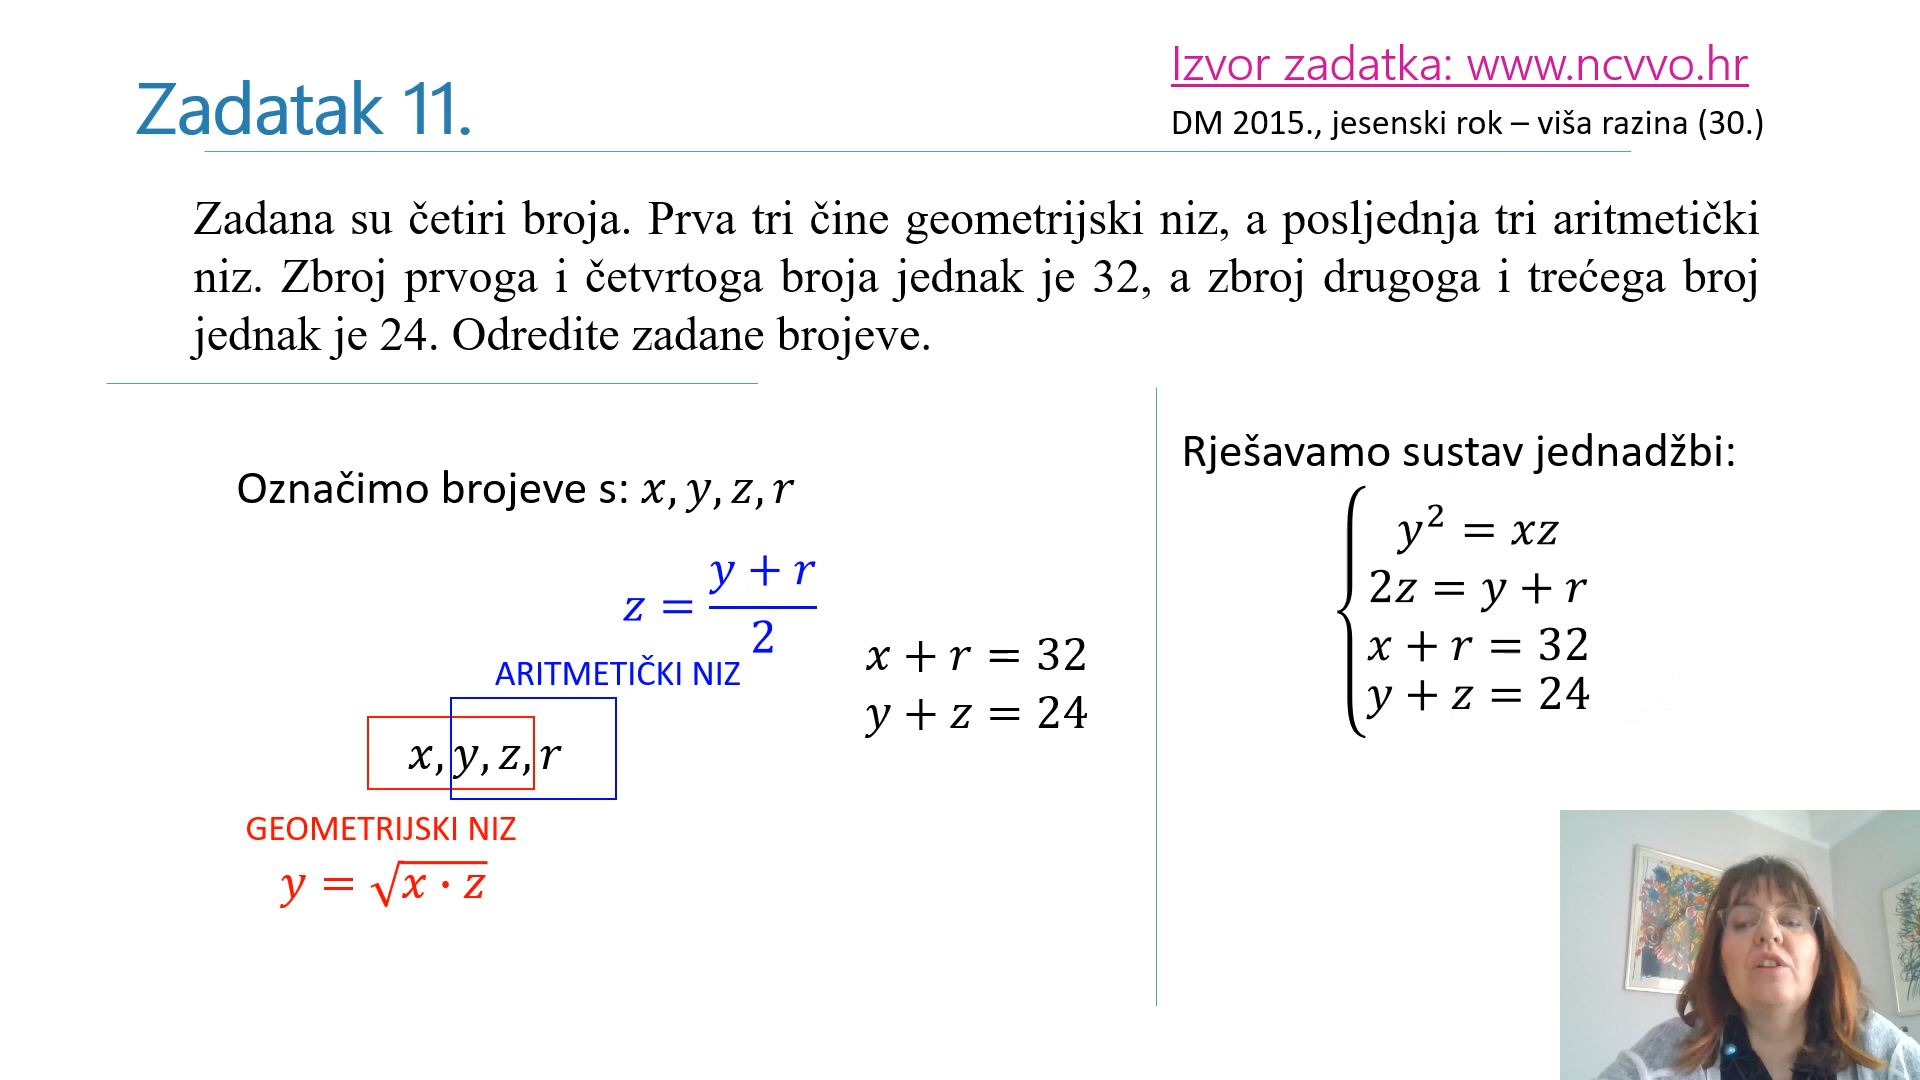 Izvor zadatka: www.ncvvo.hr
Zadatak 11.
DM 2015., jesenski rok – viša razina (30.)
Zadana su četiri broja. Prva tri čine geometrijski niz, a posljednja tri aritmetički
niz. Zbroj prvoga i četvrtoga broja jednak je 32, a zbroj drugoga i trećega broj
jednak je 24. Odredite zadane brojeve.
Označimo brojeve s: x, y, z, r
z = (y + r)/2
ARITMETIČKI NIZ
x, y, z, r
GEOMETRIJSKI NIZ
y = √(x · z)
x + r = 32
y + z = 24
Rješavamo sustav jednadžbi:
y² = xz
2z = y + r
x + r = 32
y + z = 24